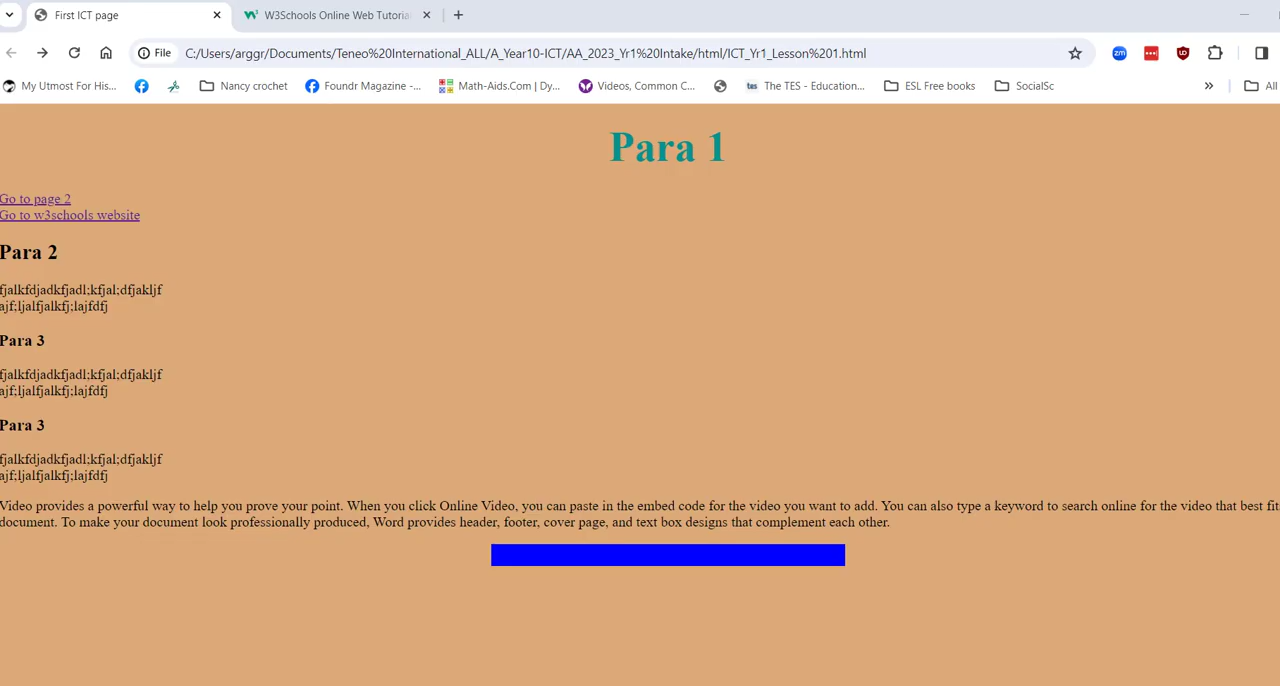 First ICT page
W3Schools Online Web Tutoria
File
C:/Users/arggr/Documents/Teneo%20International_ALL/A_Year10-ICT/AA_2023_Yr1%20Intake/html/ICT_Yr1_Lesson%201.html
zm
UD
My Utmost For His...
Nancy crochet
Foundr Magazine -...
Math-Aids.Com | Dy...
Videos, Common C...
tes
The TES - Education...
ESL Free books
SocialSc
»
All
Para 1
Go to page 2
Go to w3schools website
Para 2
fjalkfdjadkfjadl;kfjal;dfjakljf
ajf;ljalfjalkfj;lajfdfj
Para 3
fjalkfdjadkfjadl;kfjal;dfjakljf
ajf;ljalfjalkfj;lajfdfj
Para 3
fjalkfdjadkfjadl;kfjal;dfjakljf
ajf;ljalfjalkfj;lajfdfj
Video provides a powerful way to help you prove your point. When you click Online Video, you can paste in the embed code for the video you want to add. You can also type a keyword to search online for the video that best fits
document. To make your document look professionally produced, Word provides header, footer, cover page, and text box designs that complement each other.